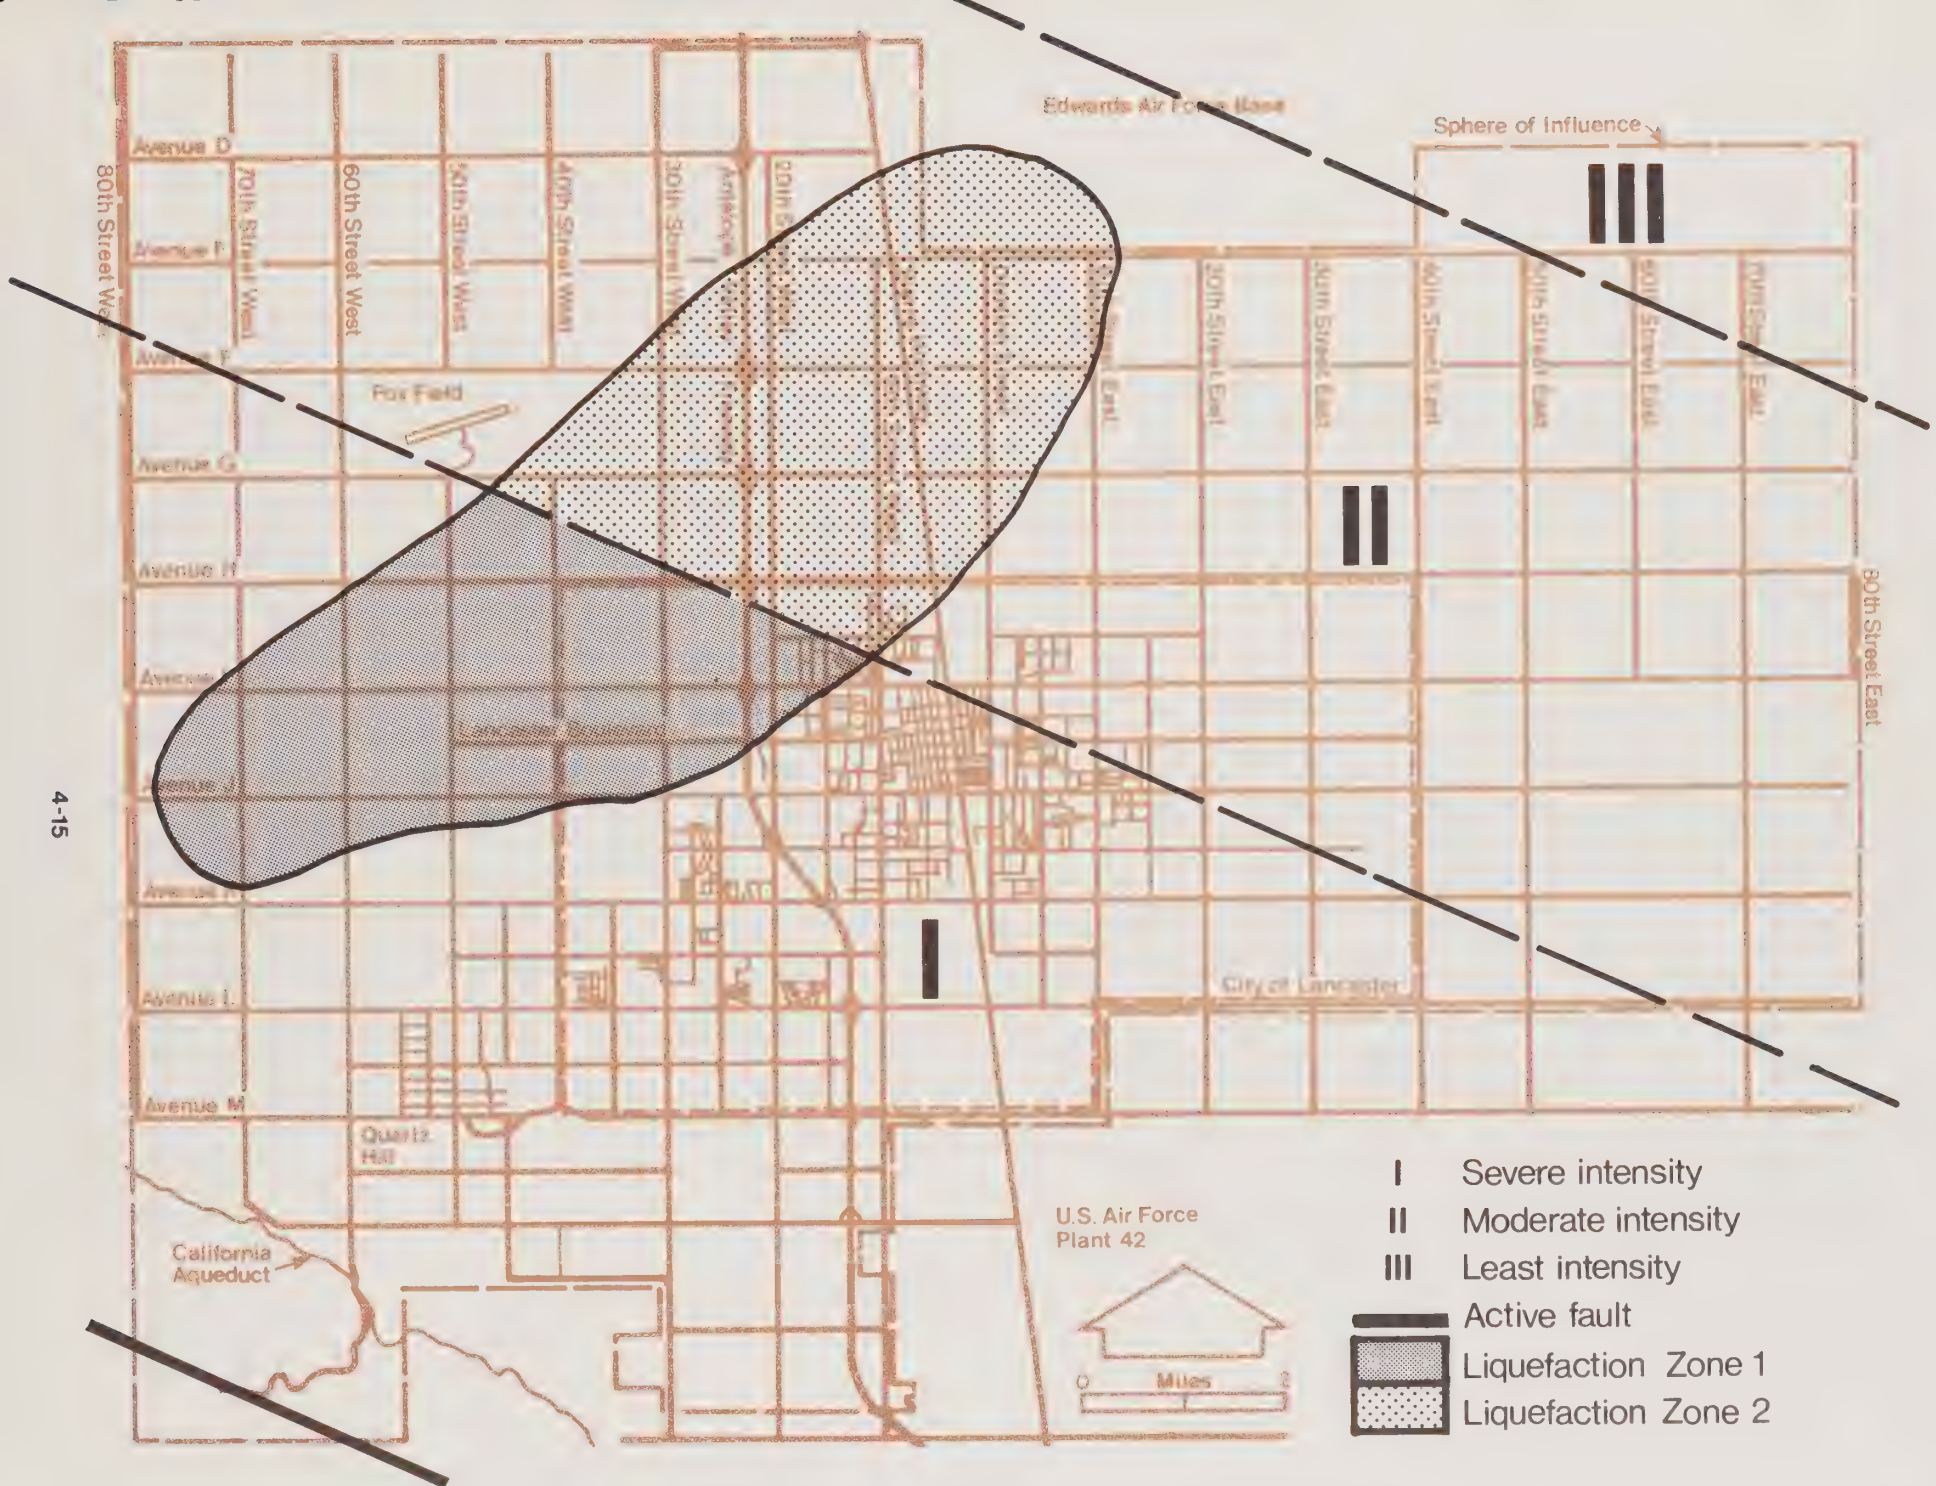 Edwards Air Force Base
Sphere of Influence
Avenue D
80th Street West
70th Street West
60th Street West
50th Street West
40th Street West
30th Street W
III
Avenue
20th Street East
30th Street East
40th Street East
50th Street East
60th Street East
70th Street East
Avenue F
Fox Field
Avenue G
II
Avenue H
80th Street East
Avenue
Lancaster Boulevard
Avenue J
4-15
Avenue
I
Avenue L
City of Lancaster
Avenue M
Quartz
Hill
California
Aqueduct
U.S. Air Force
Plant 42
0 Miles 2
I Severe intensity
II Moderate intensity
III Least intensity
Active fault
Liquefaction Zone 1
Liquefaction Zone 2